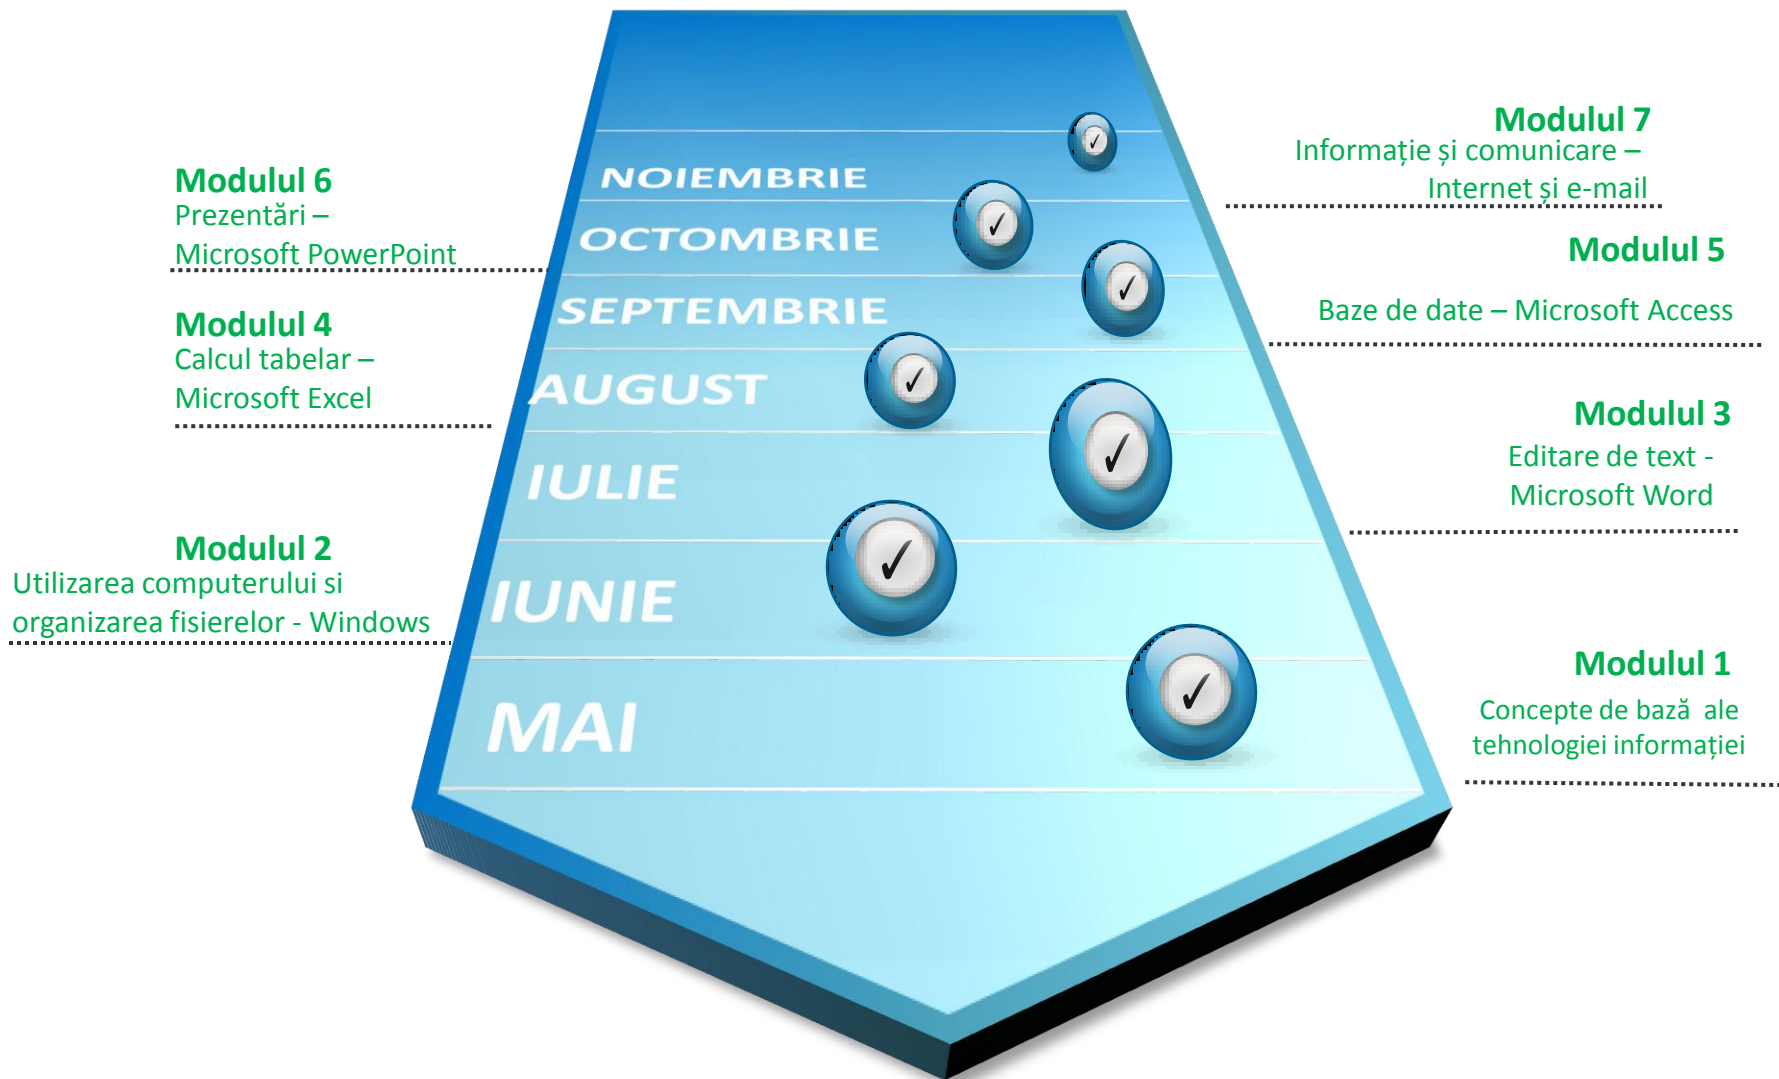 Modulul 7
Informație și comunicare –
Internet și e-mail
Modulul 6
Prezentări –
Microsoft PowerPoint
NOIEMBRIE
OCTOMBRIE
Modulul 5
Baze de date – Microsoft Access
SEPTEMBRIE
Modulul 4
Calcul tabelar –
Microsoft Excel
AUGUST
Modulul 3
Editare de text -
Microsoft Word
IULIE
Modulul 2
Utilizarea computerului si
organizarea fisierelor - Windows
IUNIE
Modulul 1
Concepte de bază ale
tehnologiei informației
MAI